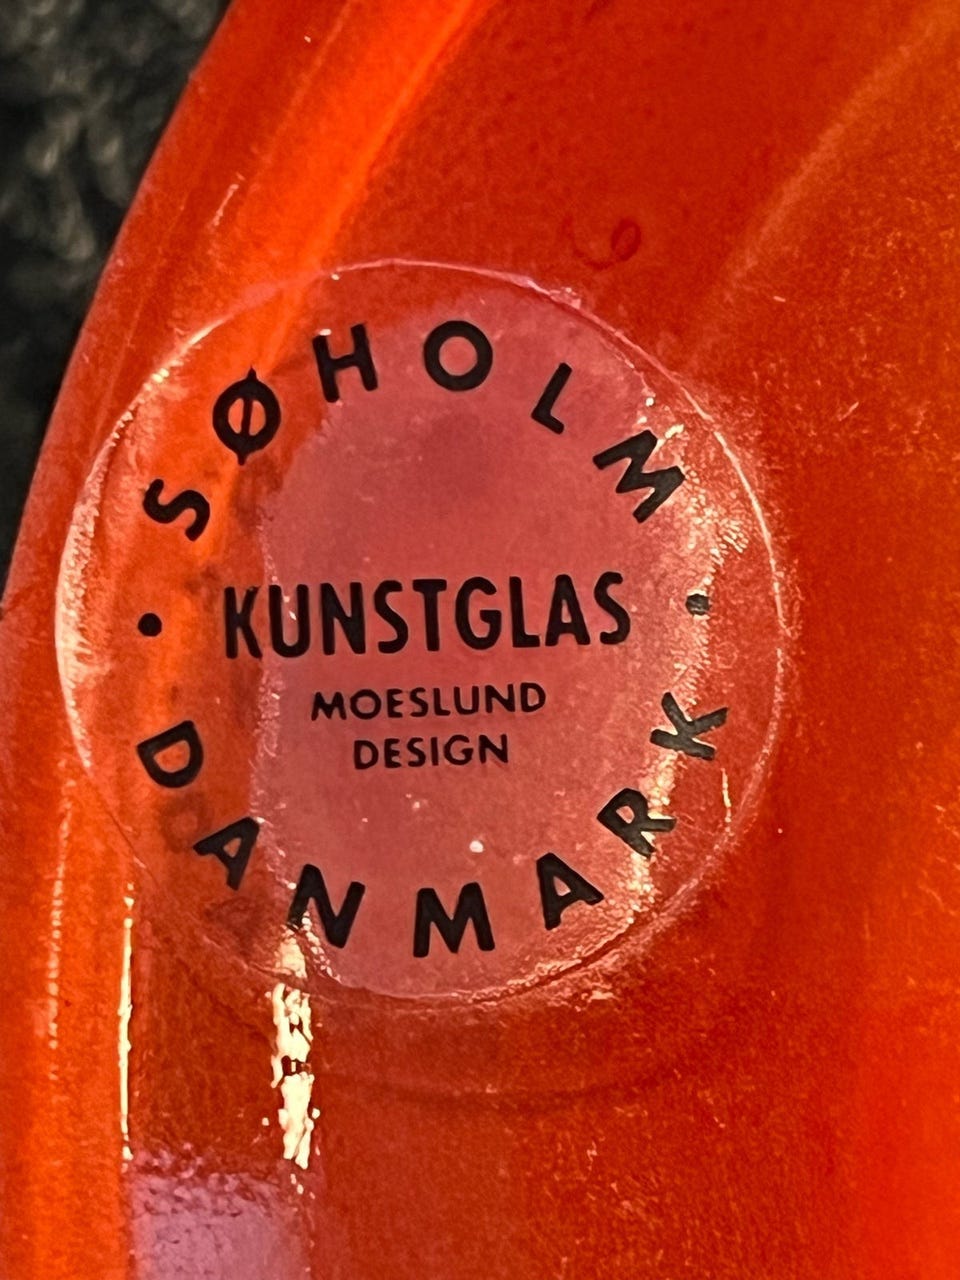 SØHOLM
KUNSTGLAS
MOESLUND
DESIGN
DANMARK